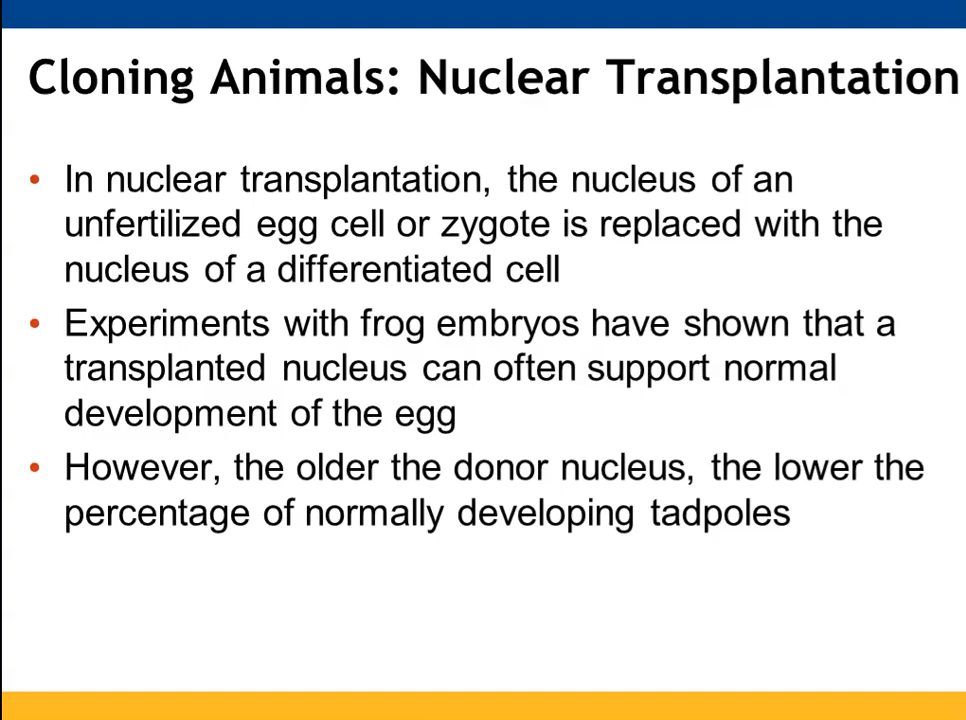 Cloning Animals: Nuclear Transplantation
• In nuclear transplantation, the nucleus of an
unfertilized egg cell or zygote is replaced with the
nucleus of a differentiated cell
• Experiments with frog embryos have shown that a
transplanted nucleus can often support normal
development of the egg
• However, the older the donor nucleus, the lower the
percentage of normally developing tadpoles